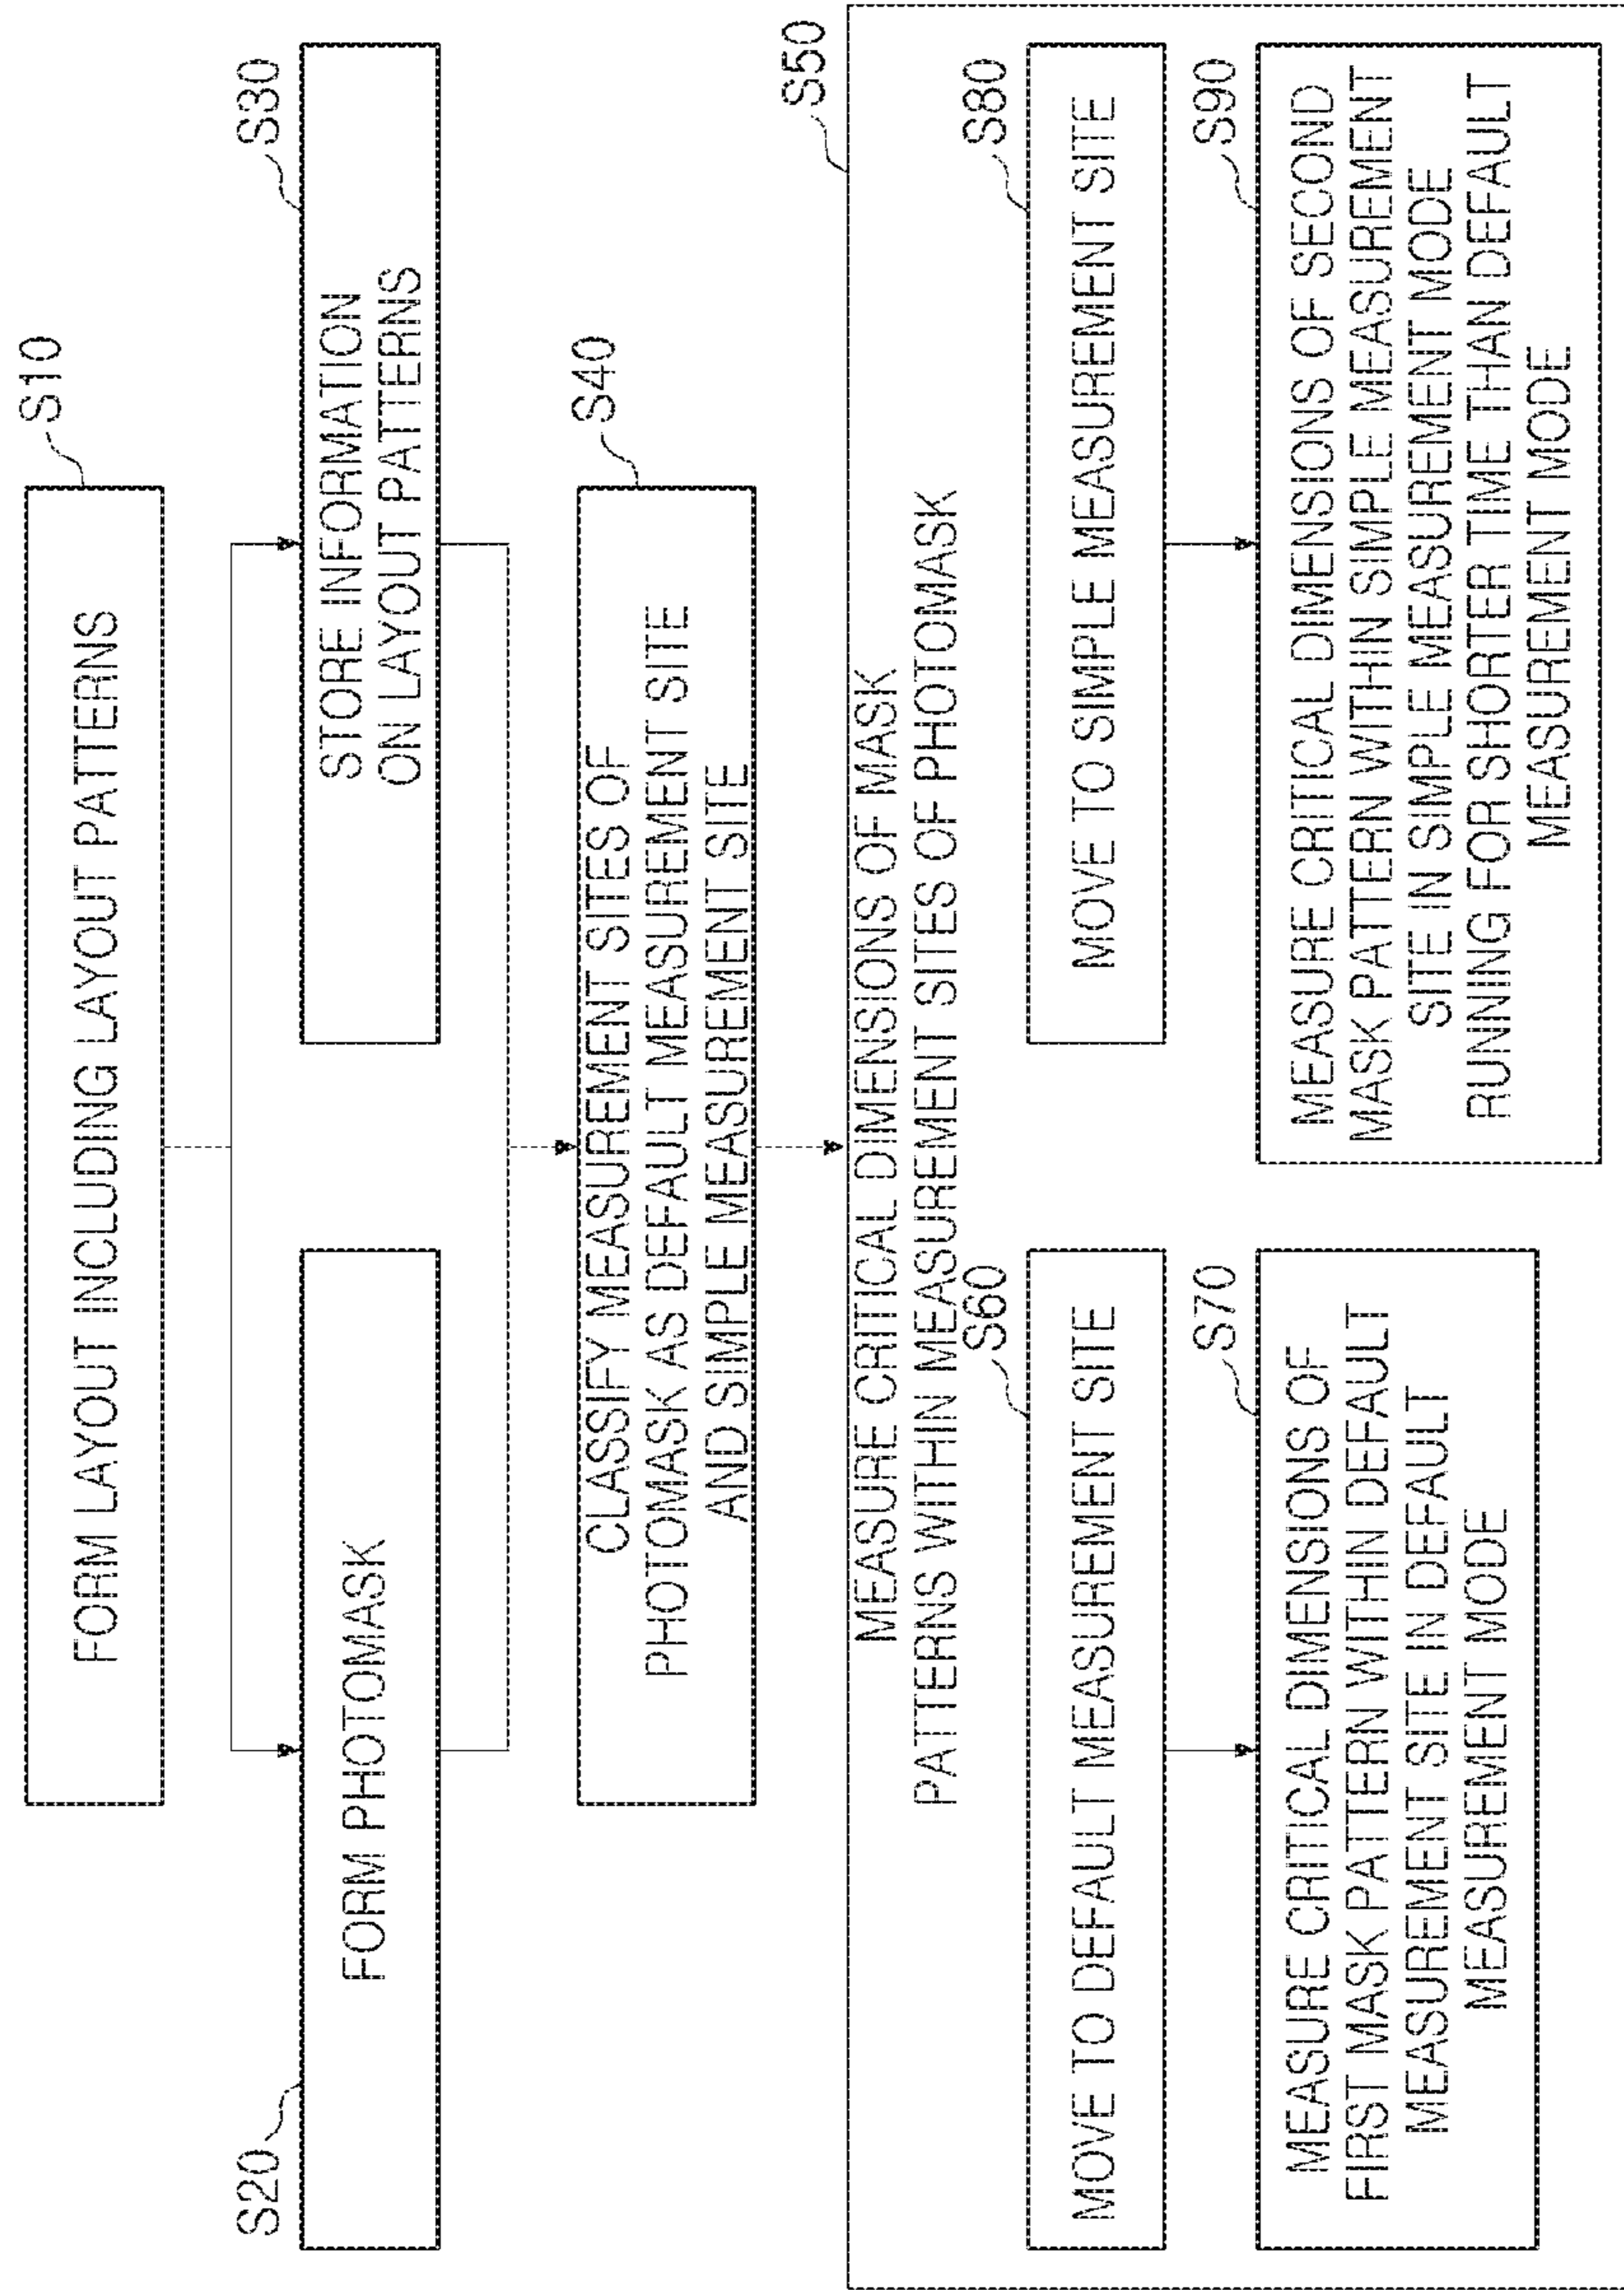 S10
FORM LAYOUT INCLUDING LAYOUT PATTERNS
S20
FORM PHOTOMASK
S30
STORE INFORMATION
ON LAYOUT PATTERNS
S40
CLASSIFY MEASUREMENT SITES OF
PHOTOMASK AS DEFAULT MEASUREMENT SITE
AND SIMPLE MEASUREMENT SITE
S50
MEASURE CRITICAL DIMENSIONS OF MASK
PATTERNS WITHIN MEASUREMENT SITES OF PHOTOMASK
S60
MOVE TO DEFAULT MEASUREMENT SITE
S70
MEASURE CRITICAL DIMENSIONS OF
FIRST MASK PATTERN WITHIN DEFAULT
MEASUREMENT SITE IN DEFAULT
MEASUREMENT MODE
S80
MOVE TO SIMPLE MEASUREMENT SITE
S90
MEASURE CRITICAL DIMENSIONS OF SECOND
MASK PATTERN WITHIN SIMPLE MEASUREMENT
SITE IN SIMPLE MEASUREMENT MODE
RUNNING FOR SHORTER TIME THAN DEFAULT
MEASUREMENT MODE